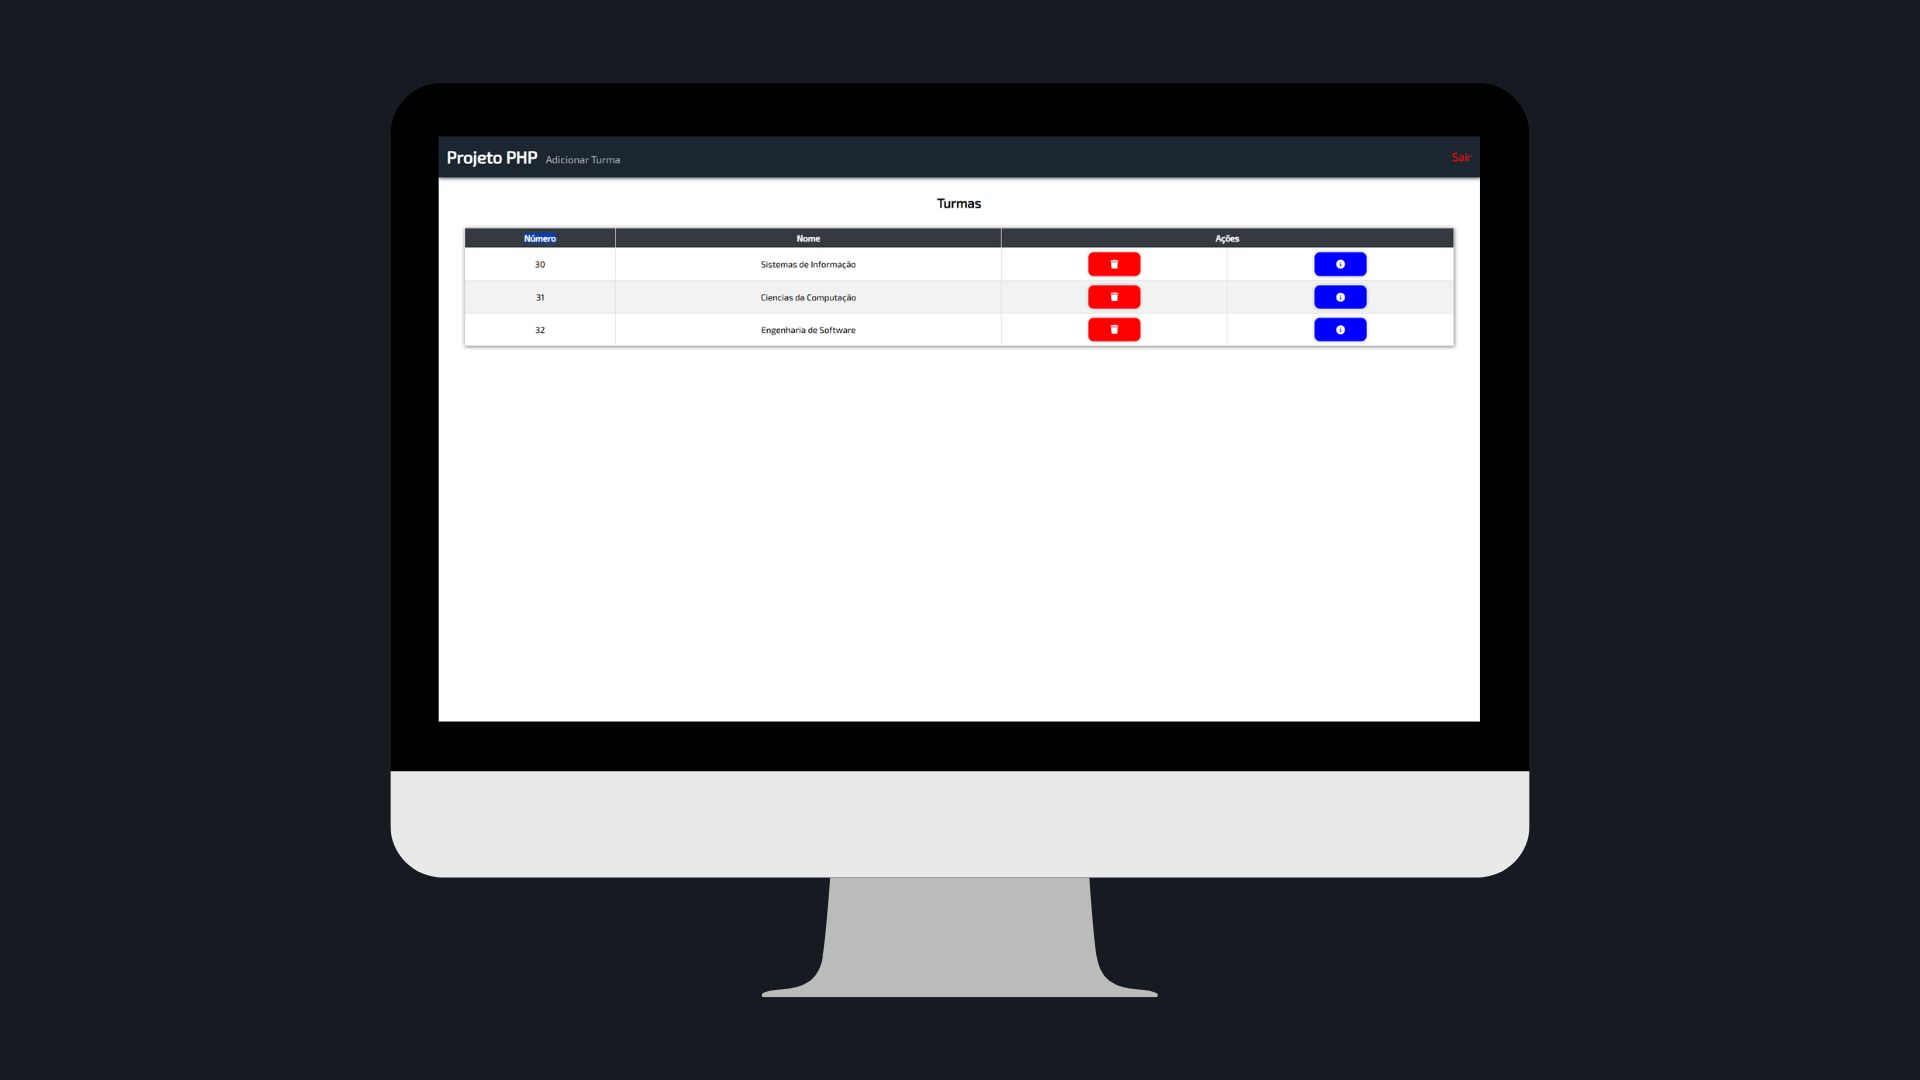 Projeto PHP Adicionar Turma Sair
Turmas
Número Nome Ações
30 Sistemas de Informação
31 Ciencias da Computação
32 Engenharia de Software